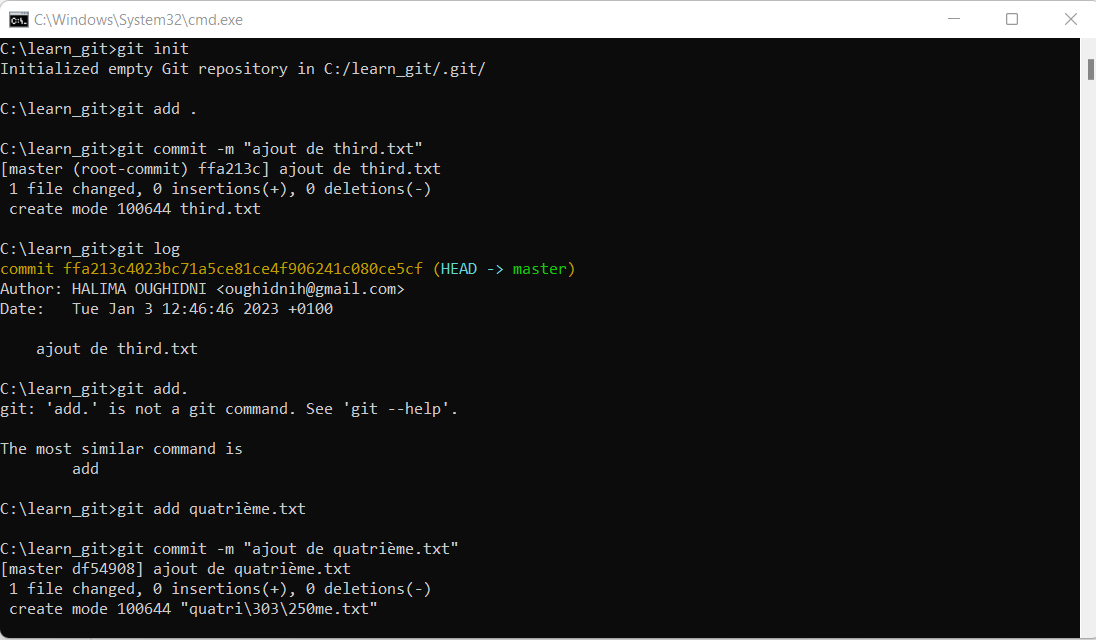 C:\Windows\System32\cmd.exe
C:\learn_git>git init
Initialized empty Git repository in C:/learn_git/.git/
C:\learn_git>git add .
C:\learn_git>git commit -m "ajout de third.txt"
[master (root-commit) ffa213c] ajout de third.txt
 1 file changed, 0 insertions(+), 0 deletions(-)
 create mode 100644 third.txt
C:\learn_git>git log
commit ffa213c4023bc71a5ce81ce4f906241c080ce5cf (HEAD -> master)
Author: HALIMA OUGHIDNI <oughidnih@gmail.com>
Date:   Tue Jan 3 12:46:46 2023 +0100
    ajout de third.txt
C:\learn_git>git add.
git: 'add.' is not a git command. See 'git --help'.
The most similar command is
        add
C:\learn_git>git add quatrième.txt
C:\learn_git>git commit -m "ajout de quatrième.txt"
[master df54908] ajout de quatrième.txt
 1 file changed, 0 insertions(+), 0 deletions(-)
 create mode 100644 "quatri\303\250me.txt"